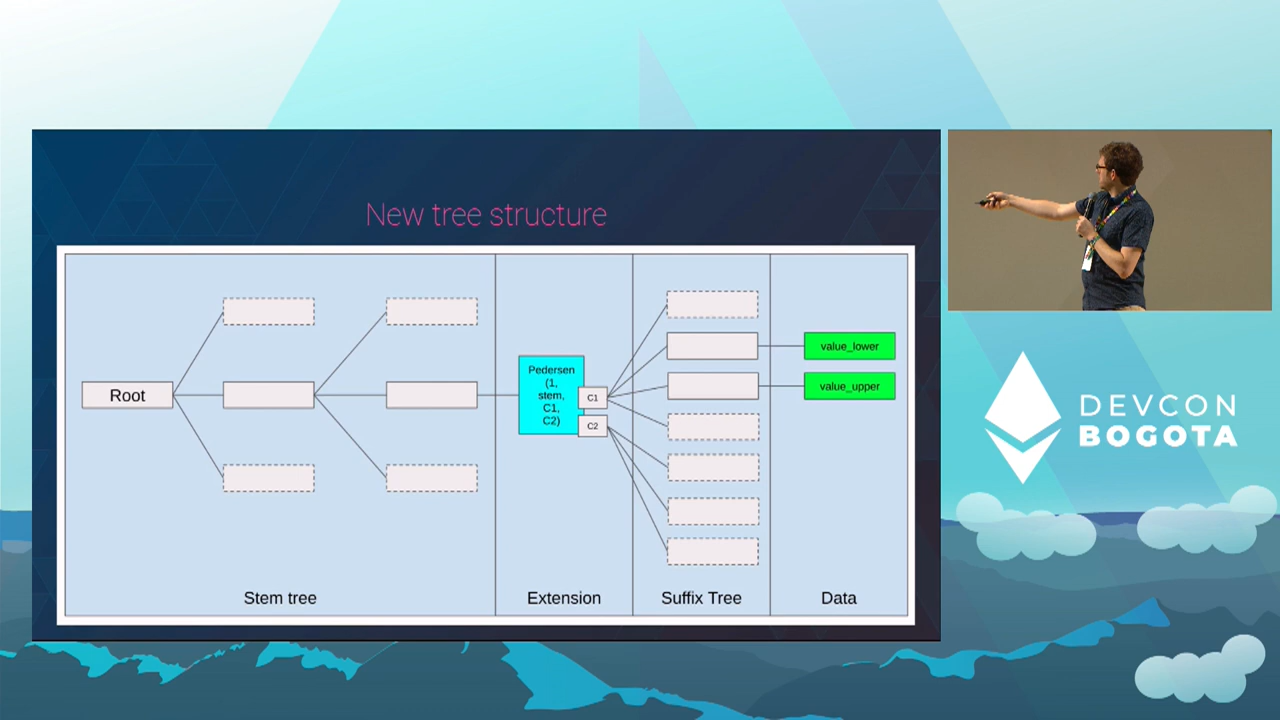 New tree structure
Root
Pedersen
(1,
stem,
C1,
C2)
C1
C2
value_lower
value_upper
Stem tree
Extension
Suffix Tree
Data
DEVCON
BOGOTA